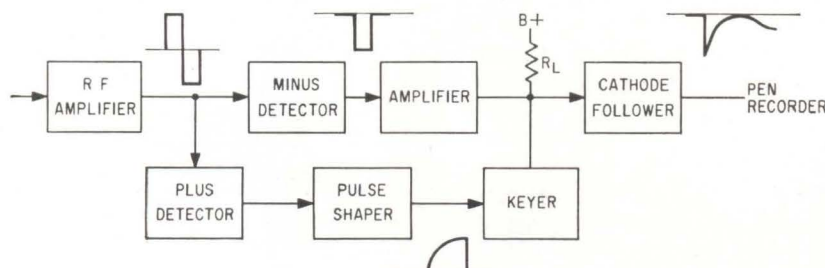 B+
R L
R F
AMPLIFIER
MINUS
DETECTOR
AMPLIFIER
CATHODE
FOLLOWER
PEN
RECORDER
PLUS
DETECTOR
PULSE
SHAPER
KEYER